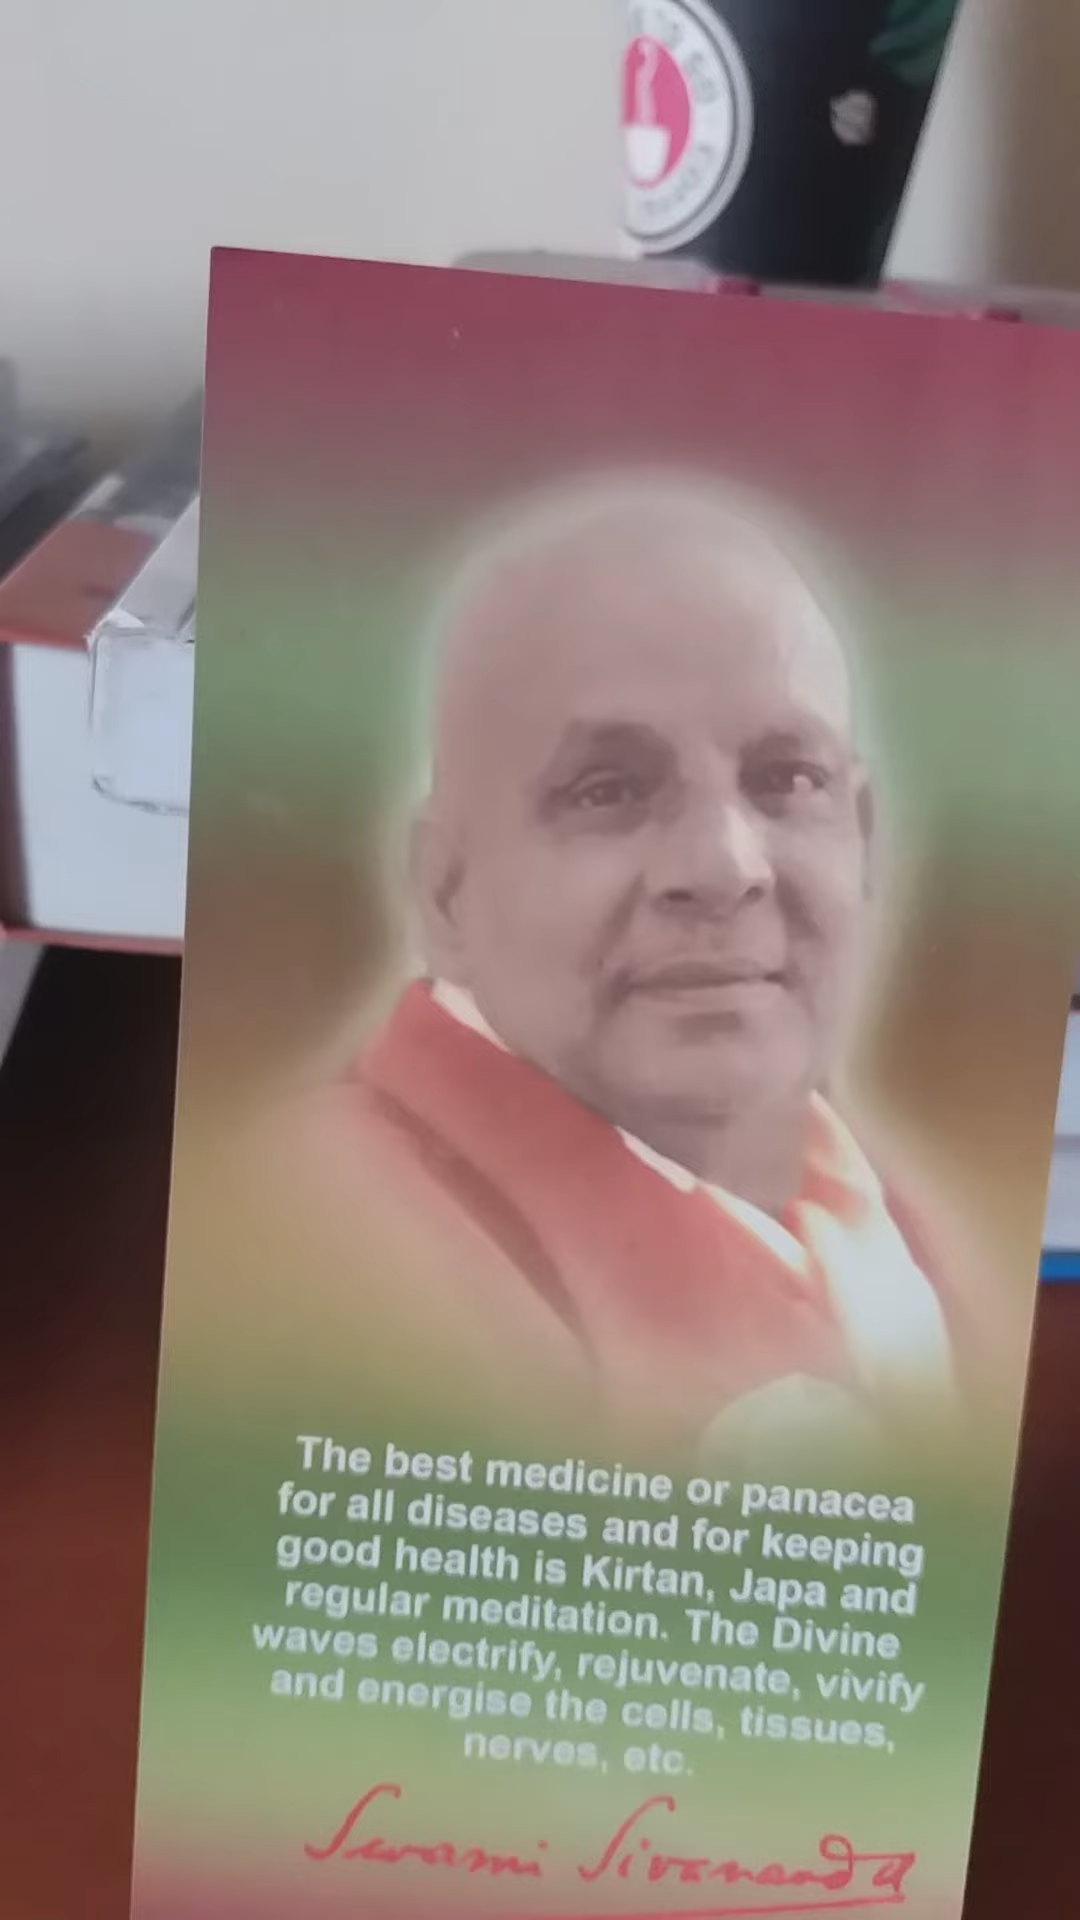 The best medicine or panacea
for all diseases and for keeping
good health is Kirtan, Japa and
regular meditation. The Divine
waves electrify, rejuvenate, vivify
and energise the cells, tissues,
nerves, etc.
Swami Sivananda